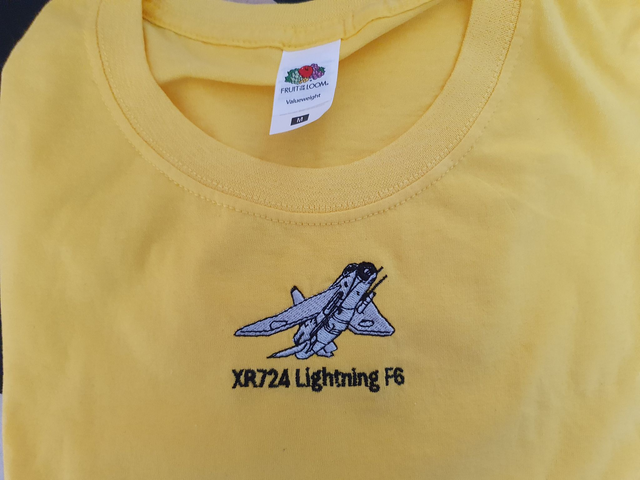 FRUIT OF THE LOOM®
Valueweight
M
XR724 Lightning F6